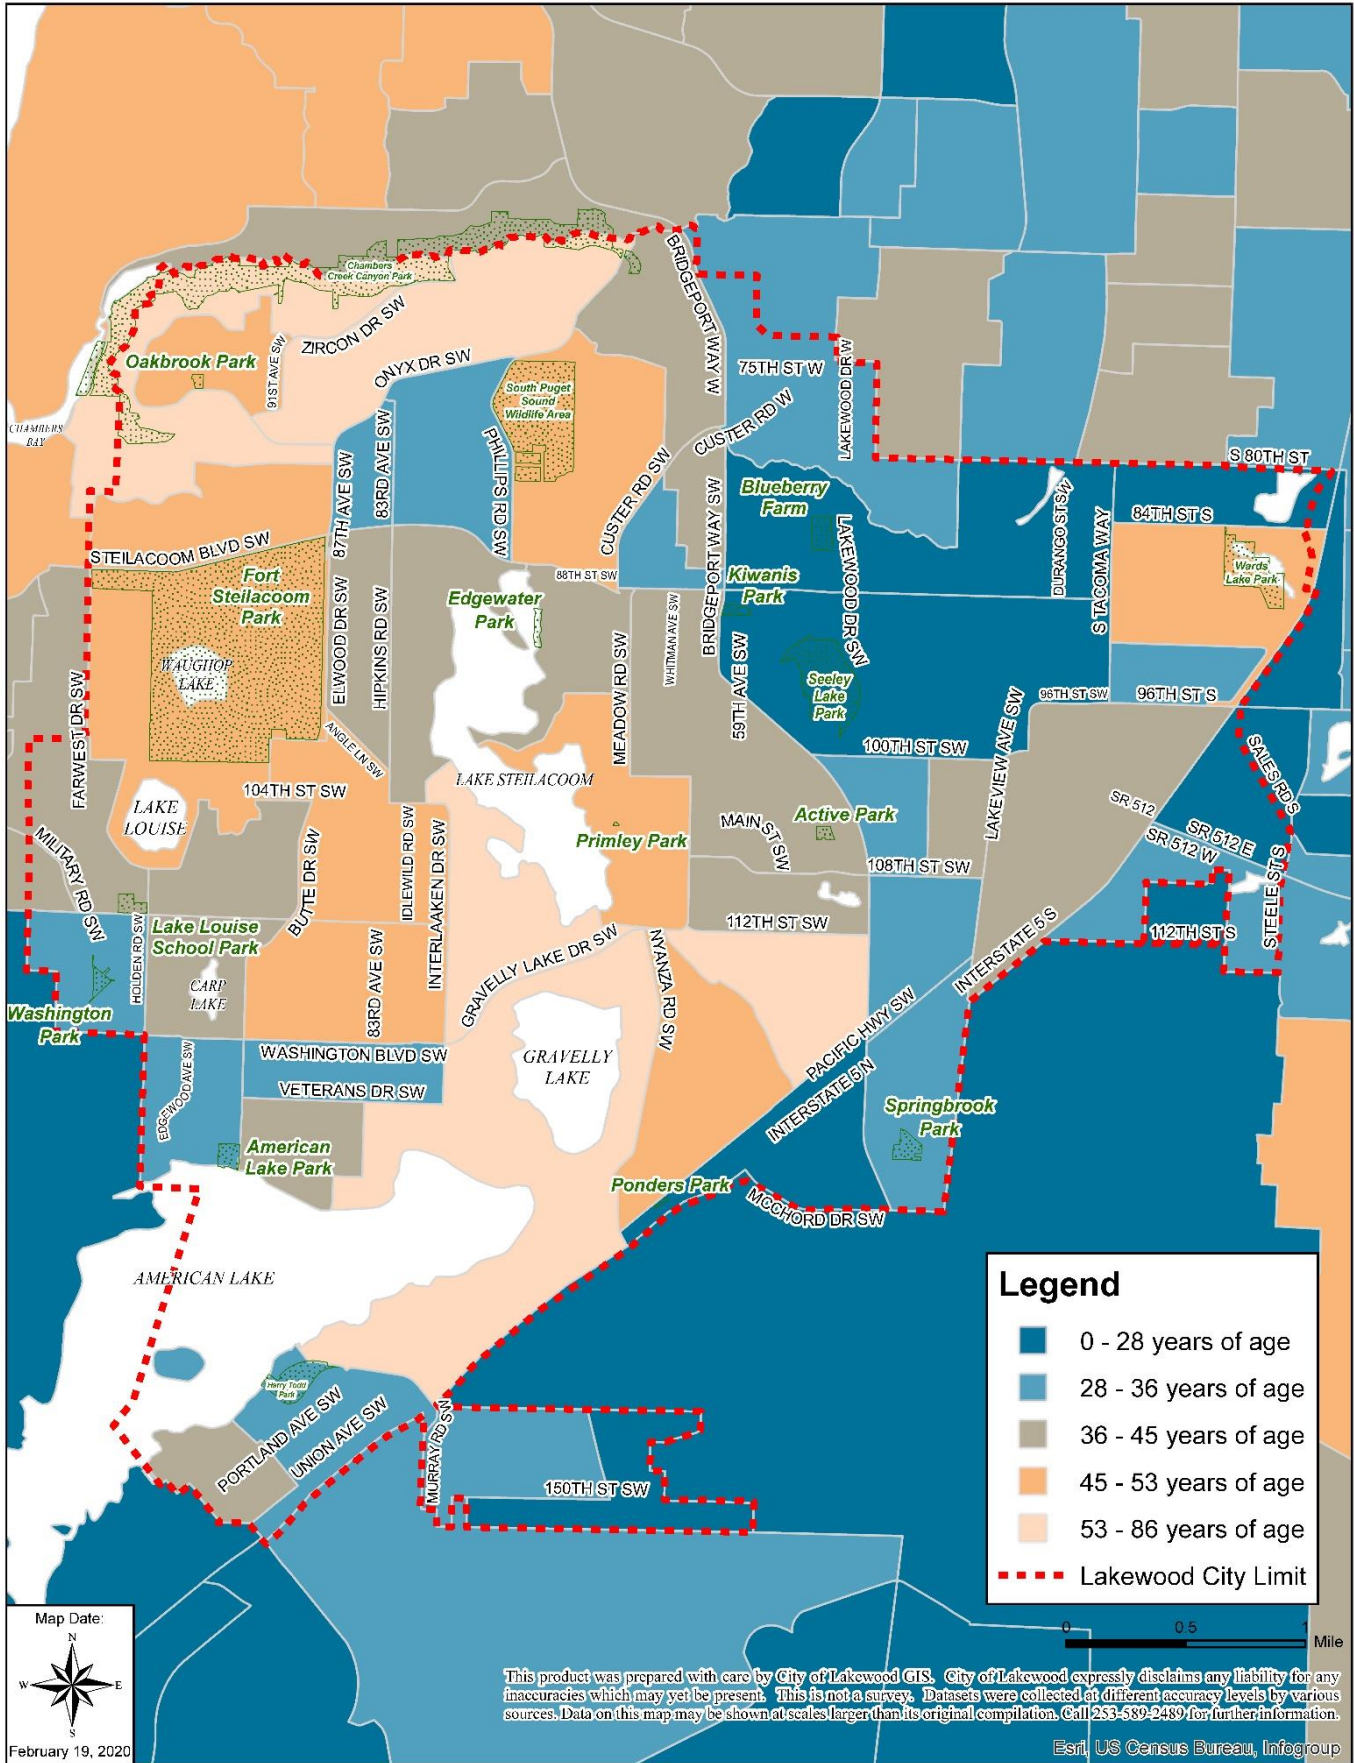 Chambers
Creek Canyon Park
BRIDGEPORT WAY W
ZIRCON DR SW
Oakbrook Park
91ST AVE SW
ONYX DR SW
75TH ST W
LAKEWOOD DR W
South Puget
Sound
Wildlife Area
CHAMBERS
BAY
83RD AVE SW
PHILLIPS RD SW
CUSTER RD W
87TH AVE SW
CUSTER RD SW
S 80TH ST
BRIDGEPORT WAY SW
Blueberry
Farm
DURANGO ST SW
84TH ST S
STEILACOOM BLVD SW
LAKEWOOD DR SW
S TACOMA WAY
Wards
Lake Park
Fort
Steilacoom
Park
88TH ST SW
Kiwanis
Park
ELWOOD DR SW
HIPKINS RD SW
Edgewater
Park
WHITMAN AVE SW
MEADOW RD SW
59TH AVE SW
WAUGHOP
LAKE
Seeley
Lake
Park
96TH ST SW
96TH ST S
FARWEST DR SW
ANGLE LN SW
100TH ST SW
LAKEVIEW AVE SW
SALES RD S
LAKE STEILACOOM
104TH ST SW
LAKE
LOUISE
SR 512
Active Park
MAIN ST SW
SR 512 E
SR 512 W
Primley Park
MILITARY RD SW
BUTTE DR SW
IDLEWILD RD SW
INTERLAAKEN DR SW
108TH ST SW
STEELE ST S
Lake Louise
School Park
HOLDEN RD SW
112TH ST SW
112TH ST S
GRAVELLY LAKE DR SW
NYANZA RD SW
INTERSTATE 5 S
83RD AVE SW
CARP
LAKE
Washington
Park
WASHINGTON BLVD SW
GRAVELLY
LAKE
PACIFIC HWY SW
INTERSTATE 5 N
VETERANS DR SW
EDGEWOOD AVE SW
Springbrook
Park
American
Lake Park
Ponders Park
MCCHORD DR SW
AMERICAN LAKE
Harry Todd
Park
PORTLAND AVE SW
UNION AVE SW
MURRAY RD SW
150TH ST SW
Legend
0 - 28 years of age
28 - 36 years of age
36 - 45 years of age
45 - 53 years of age
53 - 86 years of age
Lakewood City Limit
0 0.5 1
Mile
Map Date:
N
W E
S
February 19, 2020
This product was prepared with care by City of Lakewood GIS. City of Lakewood expressly disclaims any liability for any
inaccuracies which may yet be present. This is not a survey. Datasets were collected at different accuracy levels by various
sources. Data on this map may be shown at scales larger than its original compilation. Call 253-589-2489 for further information.
Esri, US Census Bureau, Infogroup